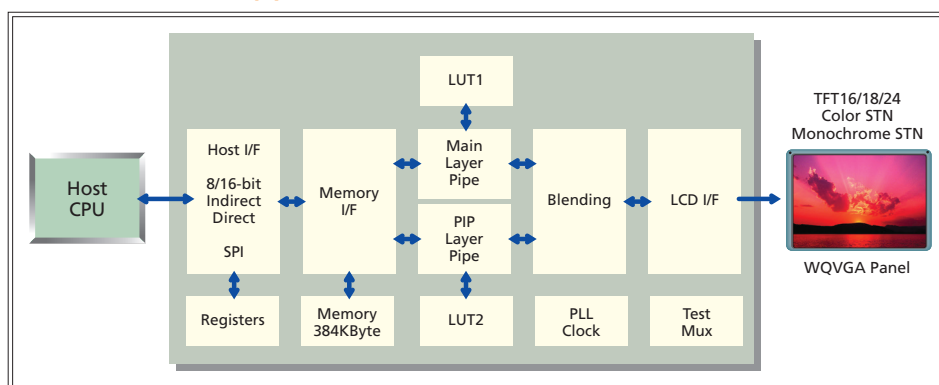 LUT1
TFT16/18/24
Color STN
Monochrome STN
Host
CPU
Host I/F
8/16-bit
Indirect
Direct
SPI
Memory
I/F
Main
Layer
Pipe
PIP
Layer
Pipe
Blending
LCD I/F
WQVGA Panel
Registers
Memory
384KByte
LUT2
PLL
Clock
Test
Mux